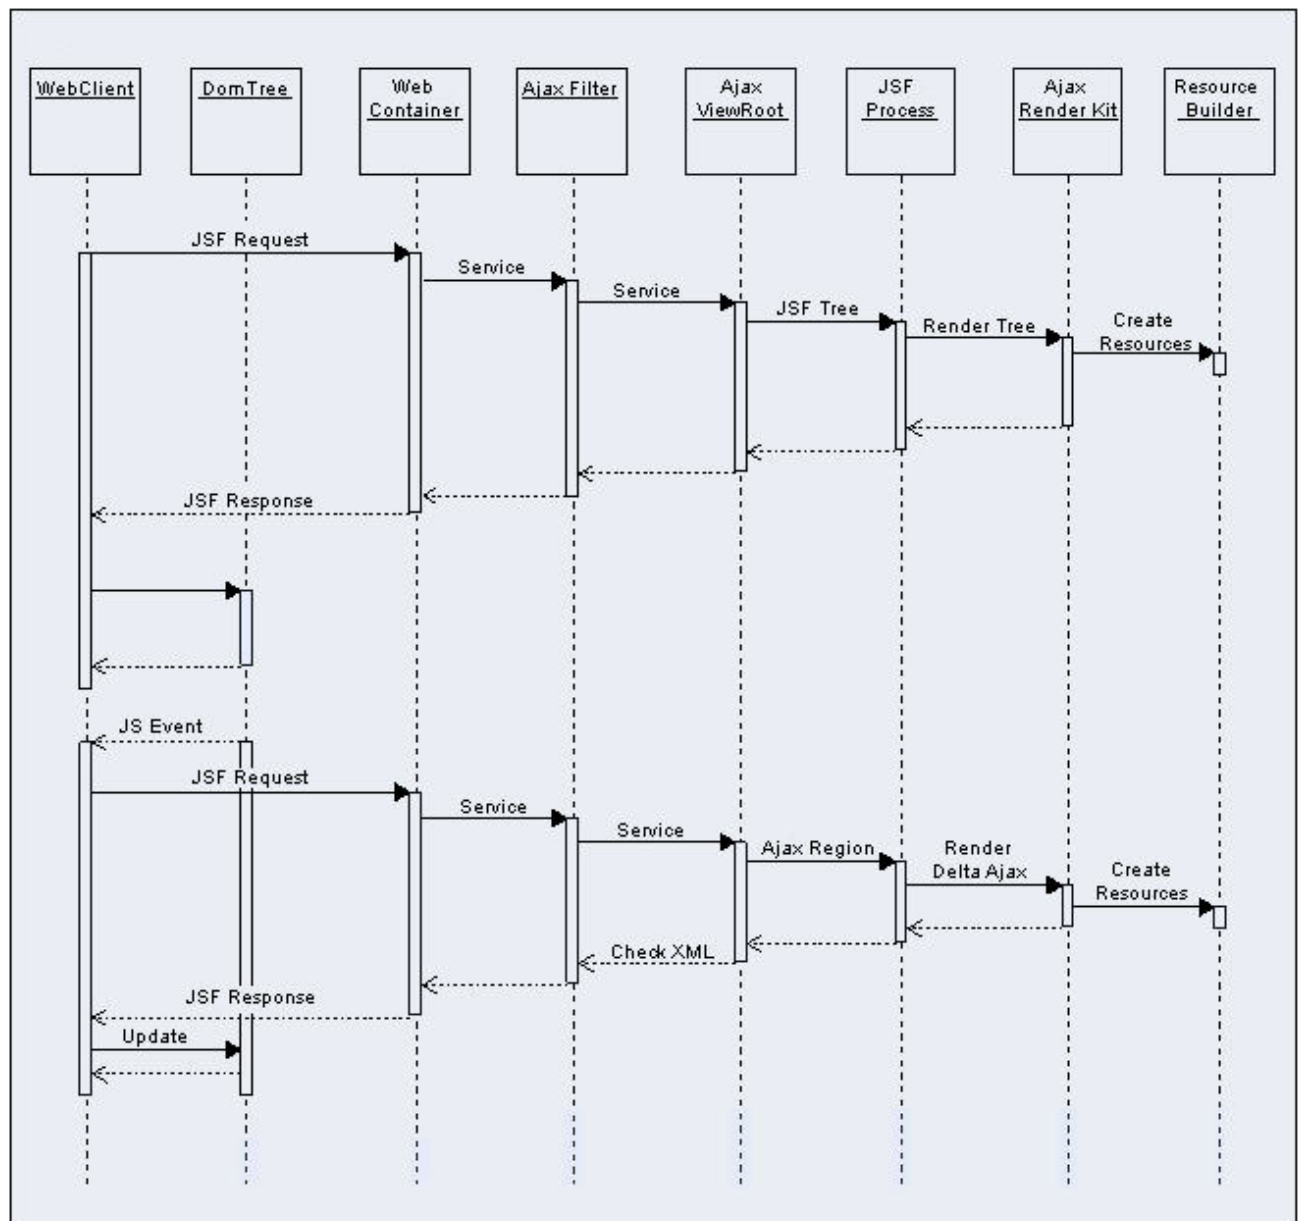 WebClient
DomTree
Web
Container
Ajax Filter
Ajax
ViewRoot
JSF
Process
Ajax
Render Kit
Resource
Builder
JSF Request
Service
Service
JSF Tree
Render Tree
Create
Resources
JSF Response
JS Event
JSF Request
Service
Service
Ajax Region
Render
Delta Ajax
Create
Resources
Check XML
JSF Response
Update